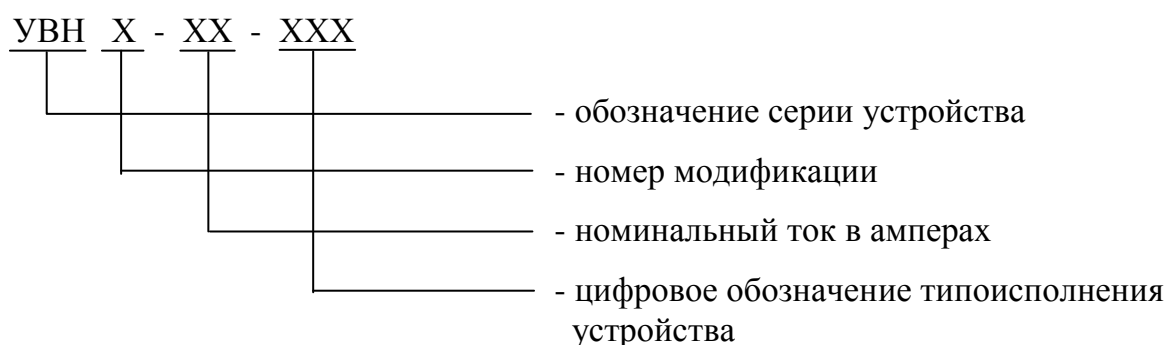 УВН Х - ХХ - ХХХ
- обозначение серии устройства
- номер модификации
- номинальный ток в амперах
- цифровое обозначение типоисполнения
устройства